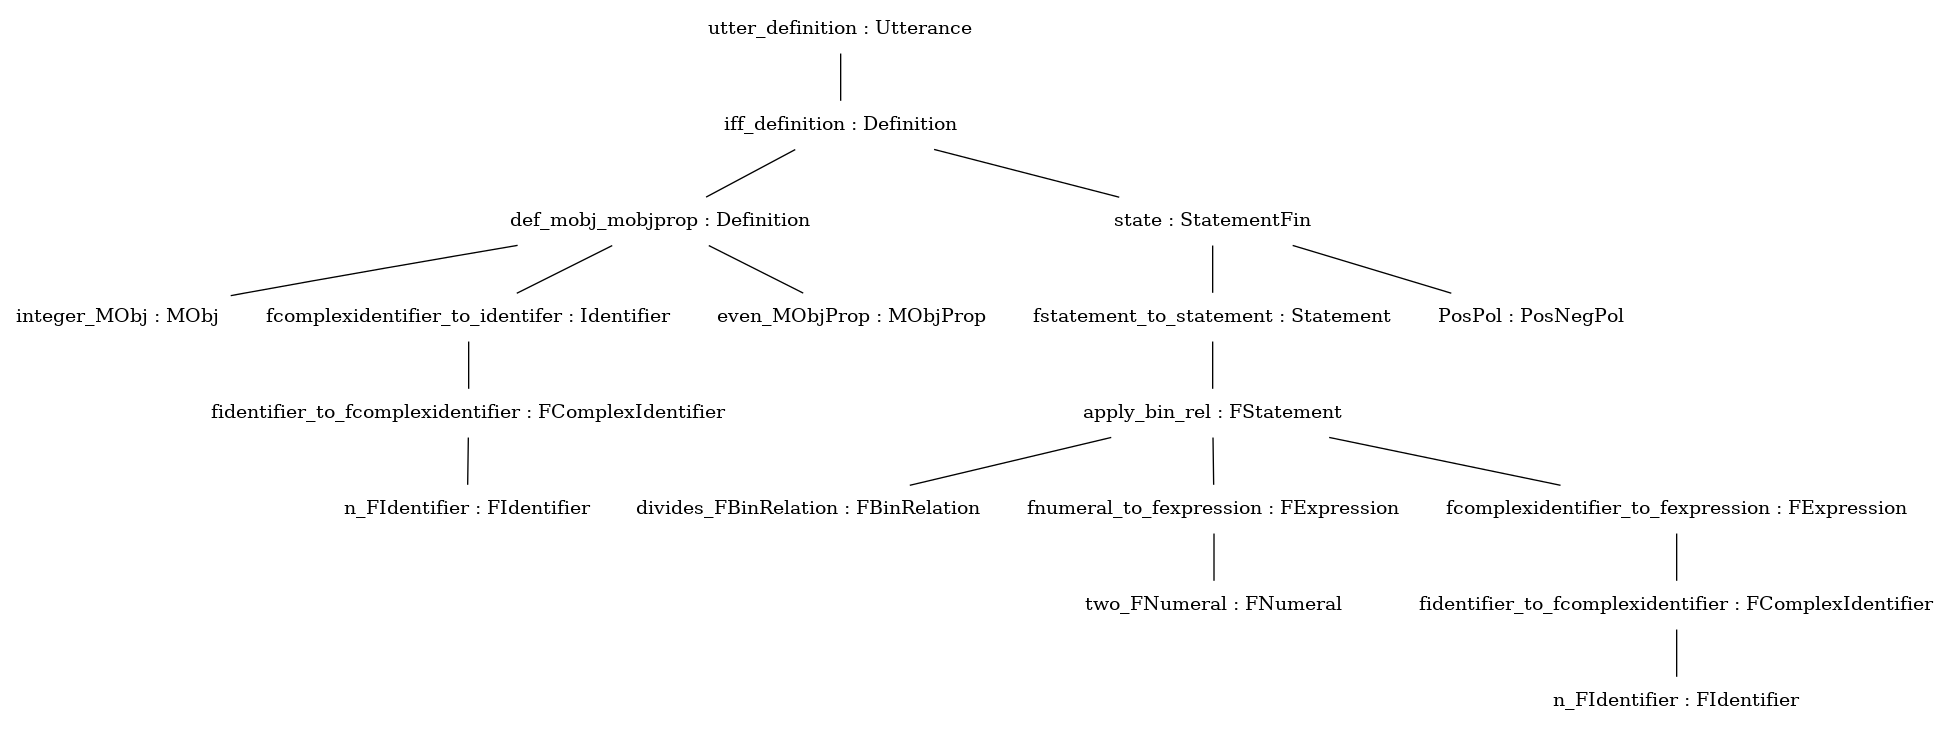 utter_definition : Utterance
iff_definition : Definition
def_mobj_mobjprop : Definition
state : StatementFin
integer_MObj : MObj
fcomplexidentifier_to_identifer : Identifier
even_MObjProp : MObjProp
fstatement_to_statement : Statement
PosPol : PosNegPol
fidentifier_to_fcomplexidentifier : FComplexIdentifier
apply_bin_rel : FStatement
n_FIdentifier : FIdentifier
divides_FBinRelation : FBinRelation
fnumeral_to_fexpression : FExpression
fcomplexidentifier_to_fexpression : FExpression
two_FNumeral : FNumeral
fidentifier_to_fcomplexidentifier : FComplexIdentifier
n_FIdentifier : FIdentifier